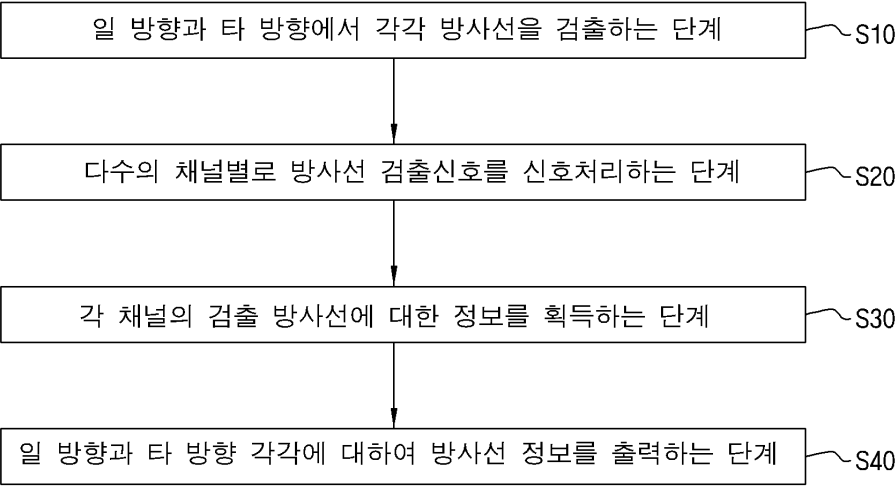 일 방향과 타 방향에서 각각 방사선을 검출하는 단계 S10
다수의 채널별로 방사선 검출신호를 신호처리하는 단계 S20
각 채널의 검출 방사선에 대한 정보를 획득하는 단계 S30
일 방향과 타 방향 각각에 대하여 방사선 정보를 출력하는 단계 S40